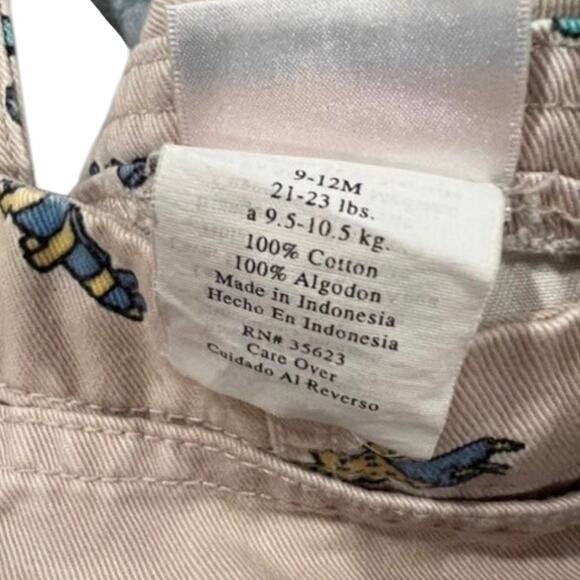 9-12M
21-23 lbs.
a 9.5-10.5 kg.
100% Cotton
100% Algodon
Made in Indonesia
Hecho En Indonesia
RN# 35623
Care Over
Cuidado Al Reverso